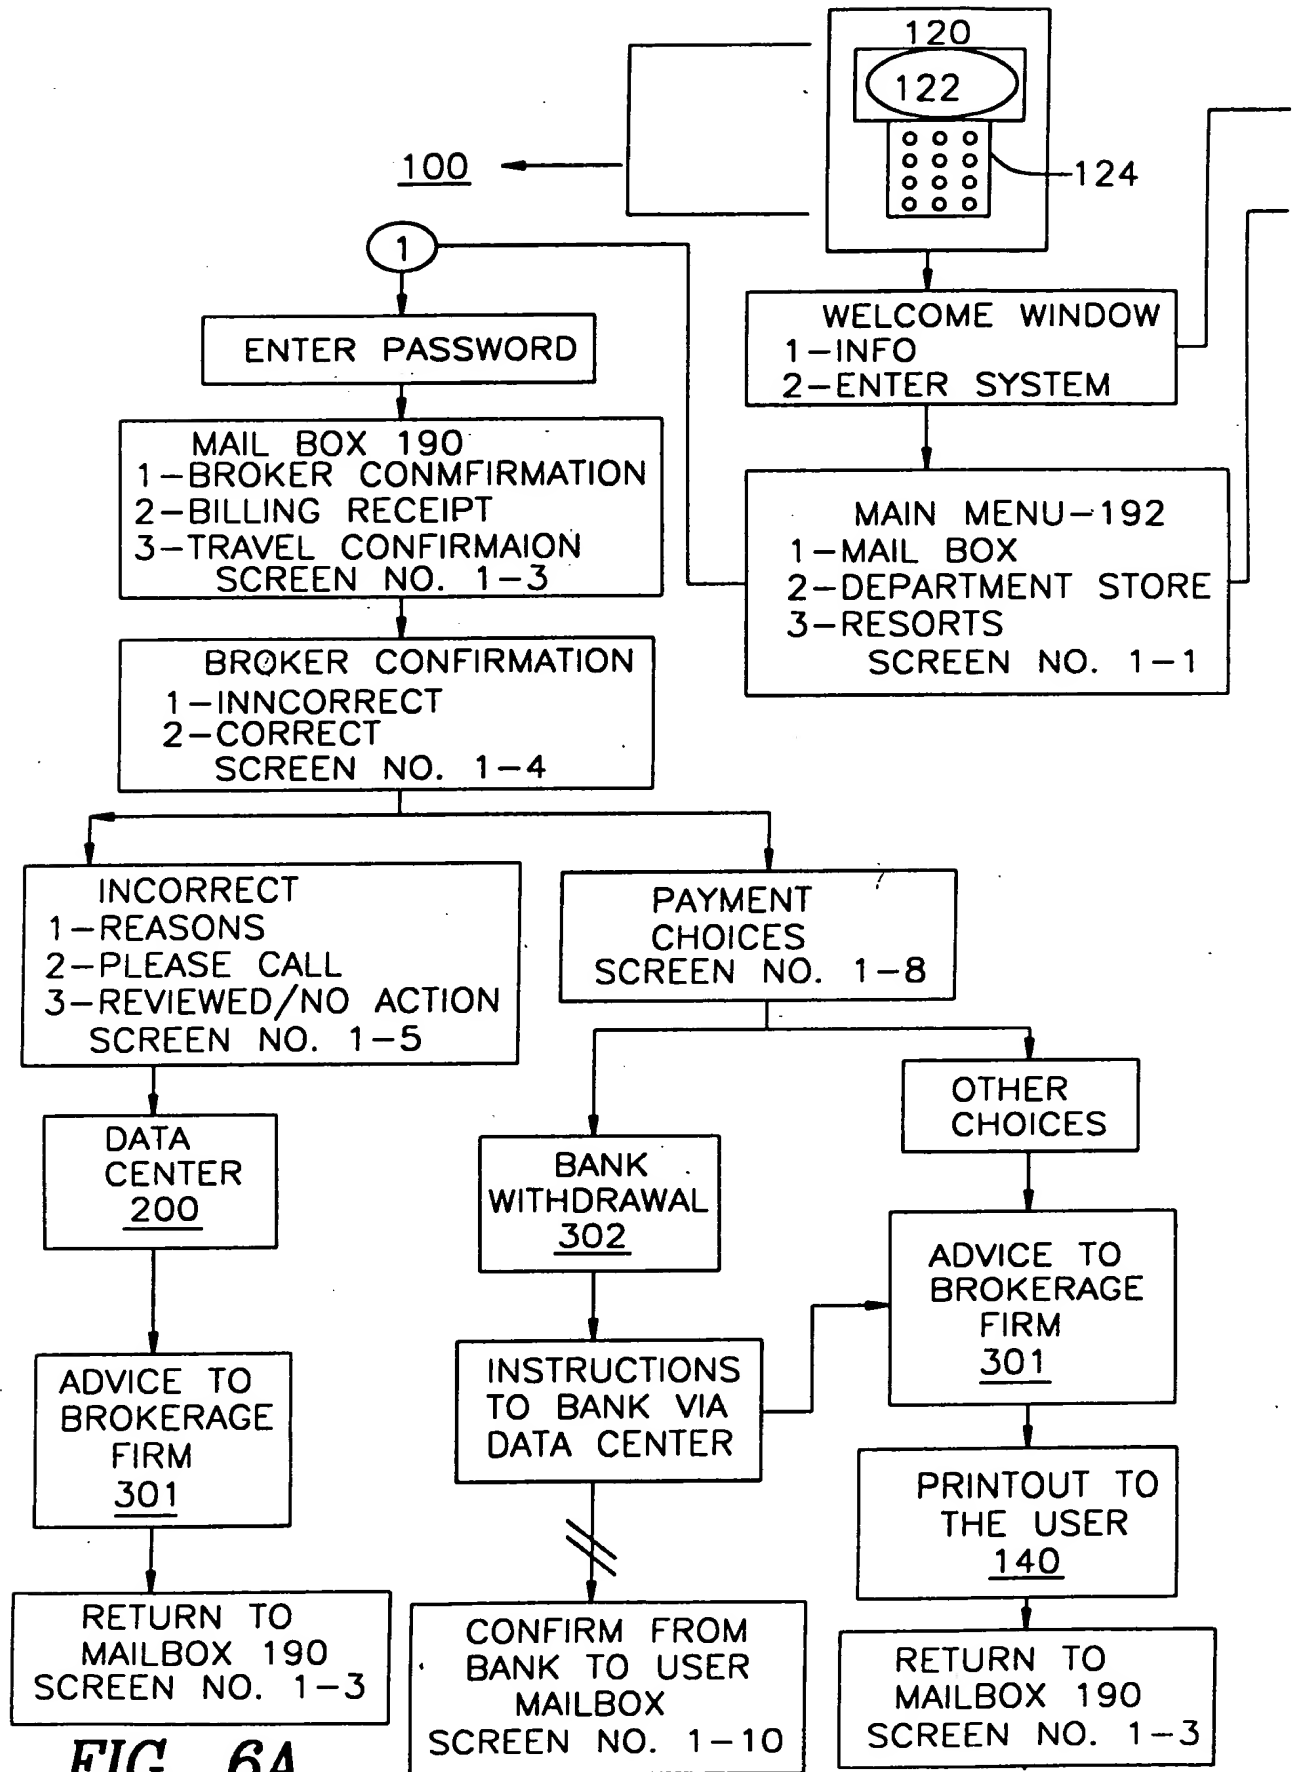 120
122
124
100
1
WELCOME WINDOW
1-INFO
2-ENTER SYSTEM
ENTER PASSWORD
MAIL BOX 190
1-BROKER CONMFIRMATION
2-BILLING RECEIPT
3-TRAVEL CONFIRMAION
SCREEN NO. 1-3
MAIN MENU-192
1-MAIL BOX
2-DEPARTMENT STORE
3-RESORTS
SCREEN NO. 1-1
BROKER CONFIRMATION
1-INNCORRECT
2-CORRECT
SCREEN NO. 1-4
INCORRECT
1-REASONS
2-PLEASE CALL
3-REVIEWED/NO ACTION
SCREEN NO. 1-5
PAYMENT
CHOICES
SCREEN NO. 1-8
OTHER
CHOICES
DATA
CENTER
200
BANK
WITHDRAWAL
302
ADVICE TO
BROKERAGE
FIRM
301
ADVICE TO
BROKERAGE
FIRM
301
INSTRUCTIONS
TO BANK VIA
DATA CENTER
PRINTOUT TO
THE USER
140
RETURN TO
MAILBOX 190
SCREEN NO. 1-3
CONFIRM FROM
BANK TO USER
MAILBOX
SCREEN NO. 1-10
RETURN TO
MAILBOX 190
SCREEN NO. 1-3
FIG. 6A